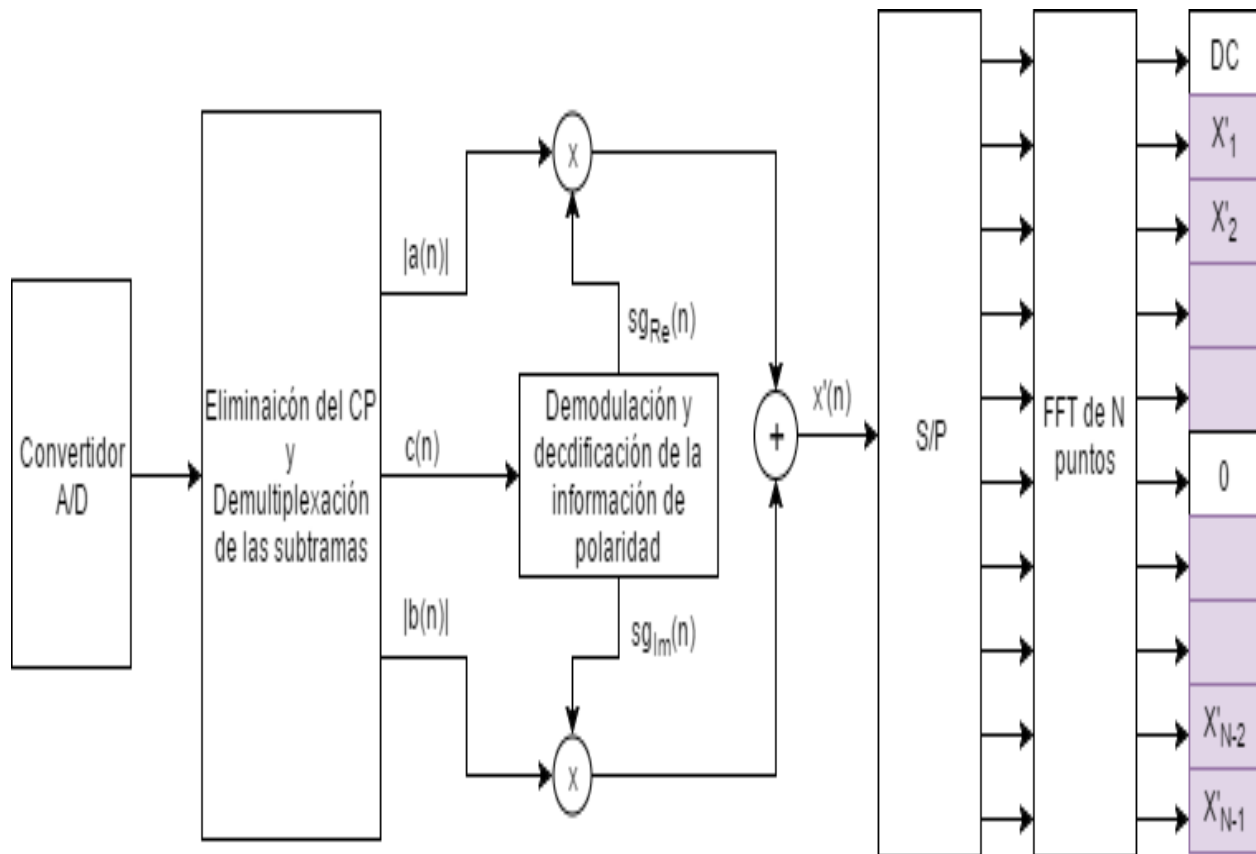 Convertidor
A/D
Eliminaicón del CP
y
Demultiplexación
de las subtramas
|a(n)|
c(n)
|b(n)|
x
sgRe(n)
Demodulación y
decdificación de la
información de
polaridad
sgIm(n)
x
+
x'(n)
S/P
FFT de N
puntos
DC
X'1
X'2
0
X'N-2
X'N-1